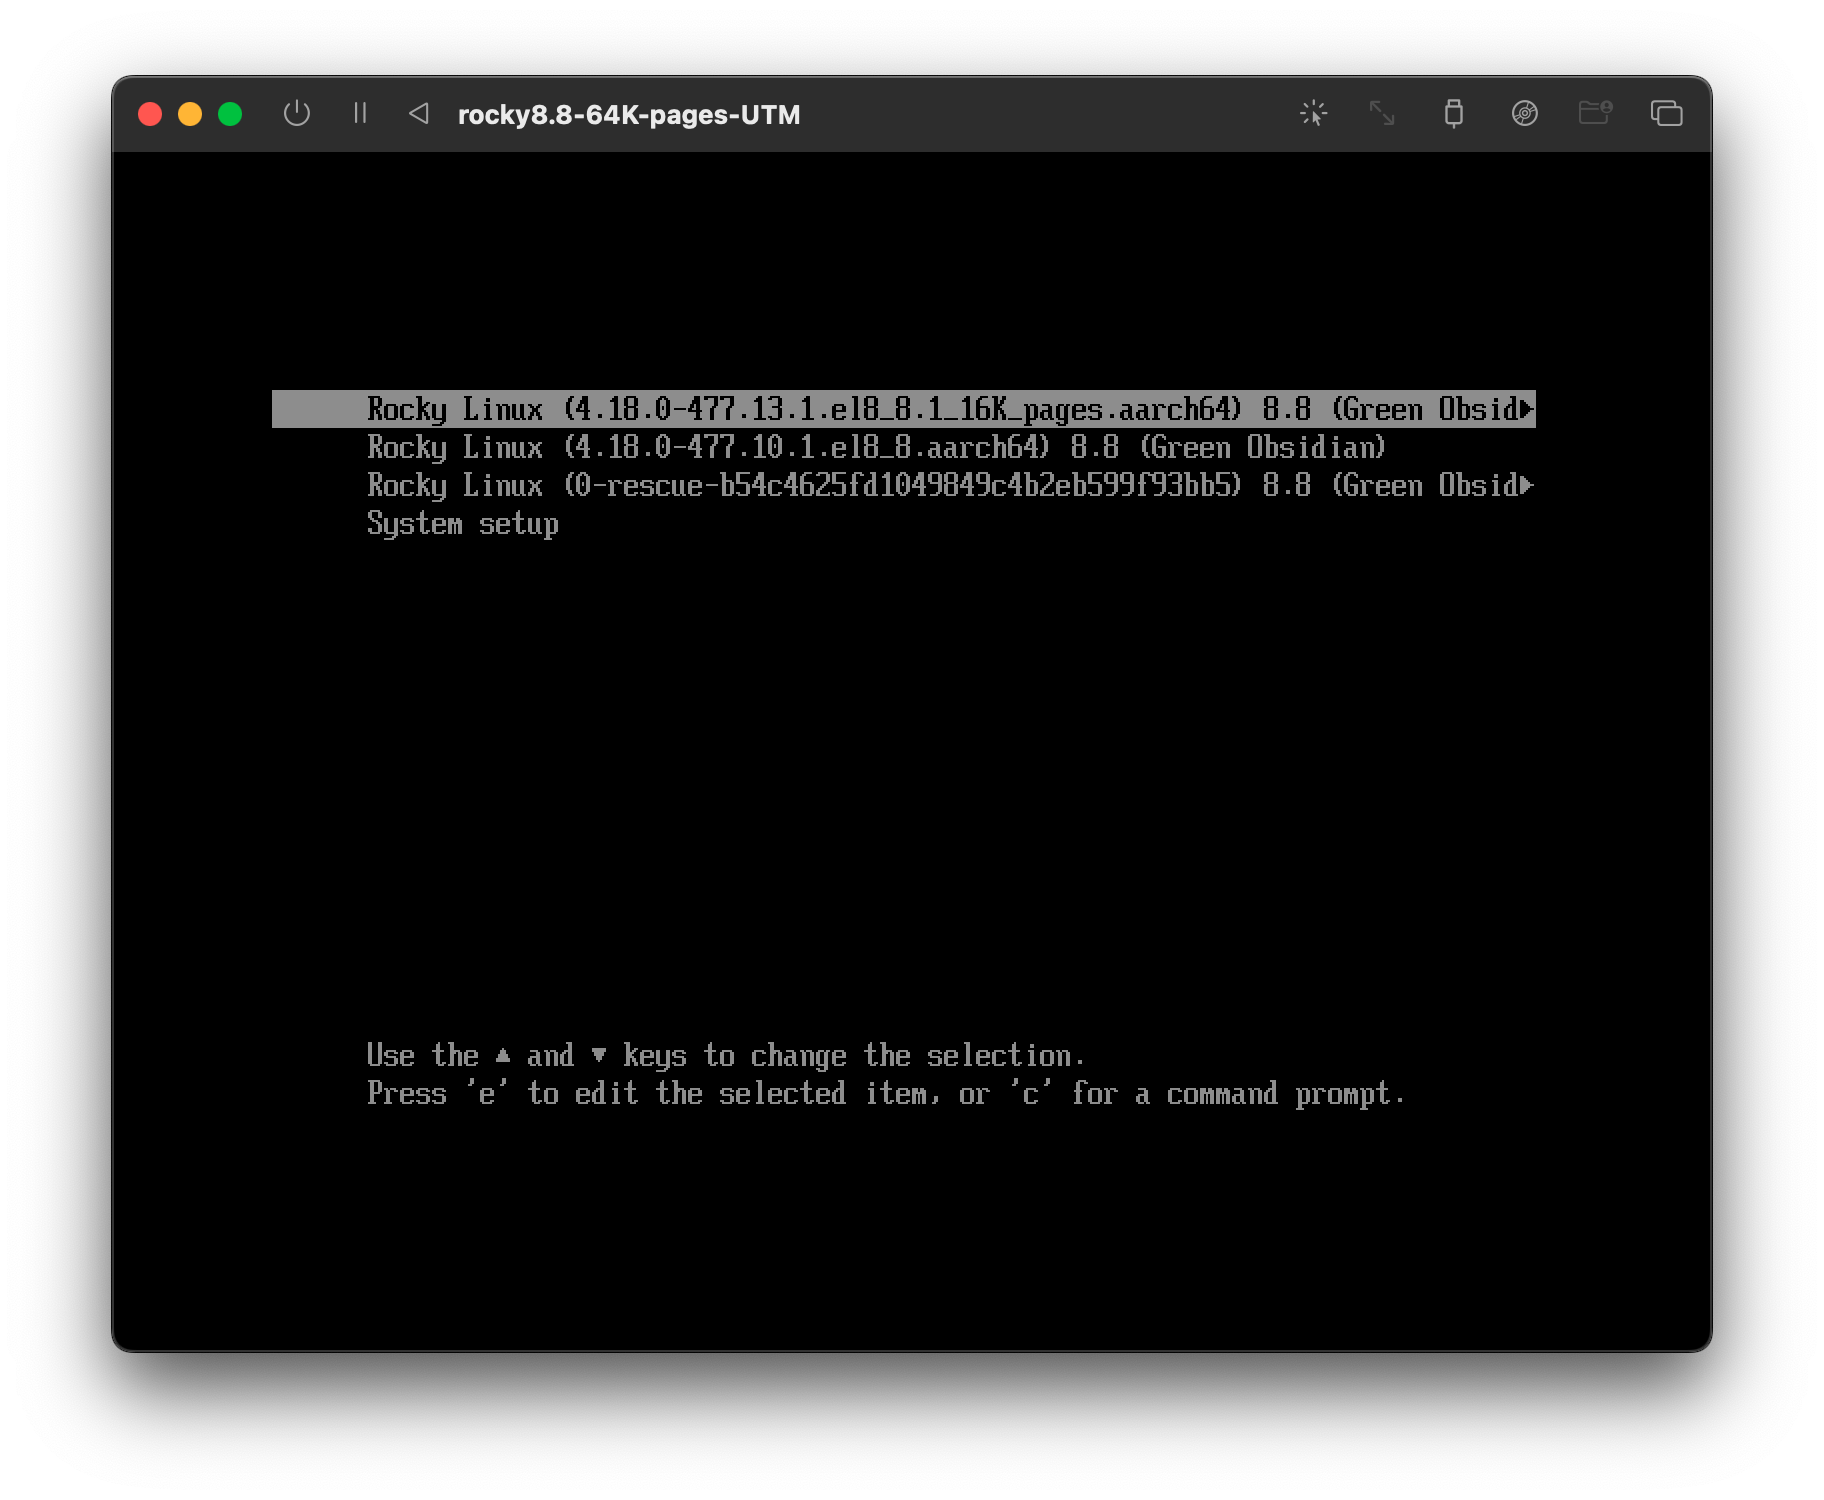 rocky8.8-64K-pages-UTM
Rocky Linux (4.18.0-477.13.1.el8_8.1_16K_pages.aarch64) 8.8 (Green Obsid▶
Rocky Linux (4.18.0-477.10.1.el8_8.aarch64) 8.8 (Green Obsidian)
Rocky Linux (0-rescue-b54c4625fd1049849c4b2eb599f93bb5) 8.8 (Green Obsid▶
System setup
Use the ▲ and ▼ keys to change the selection.
Press 'e' to edit the selected item, or 'c' for a command prompt.